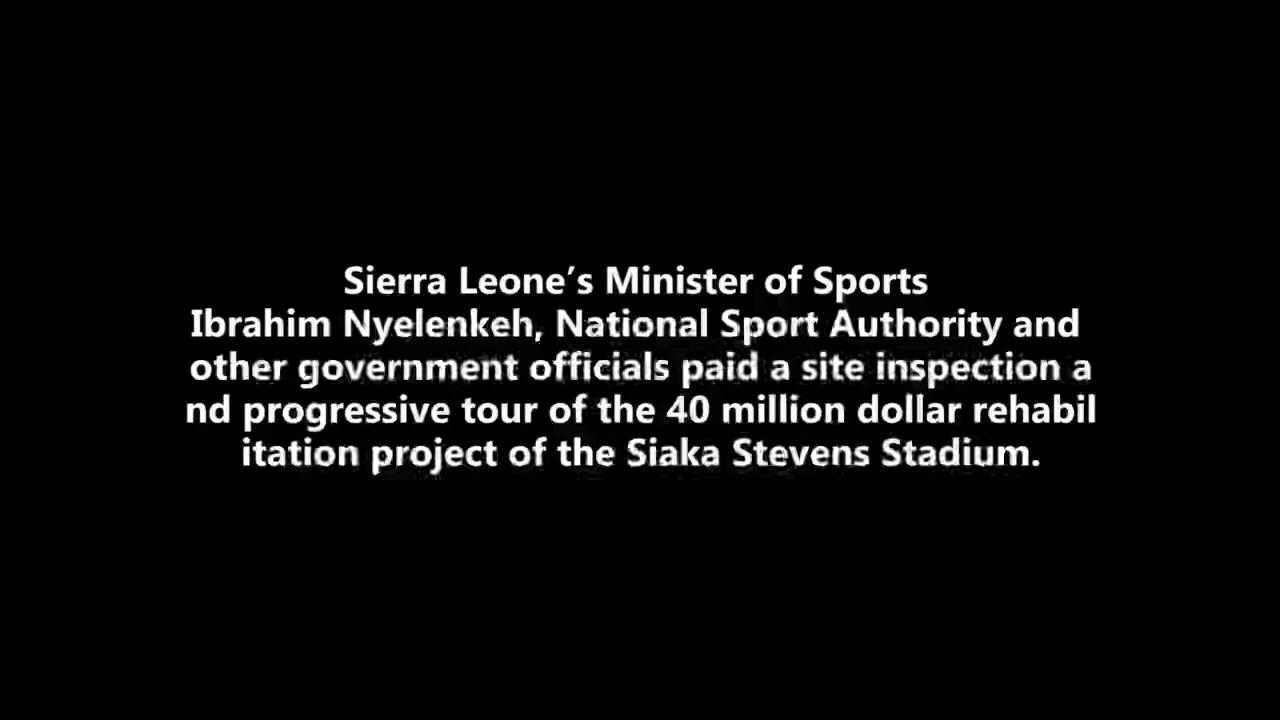 Sierra Leone’s Minister of Sports
Ibrahim Nyelenkeh, National Sport Authority and
other government officials paid a site inspection a
nd progressive tour of the 40 million dollar rehabil
itation project of the Siaka Stevens Stadium.